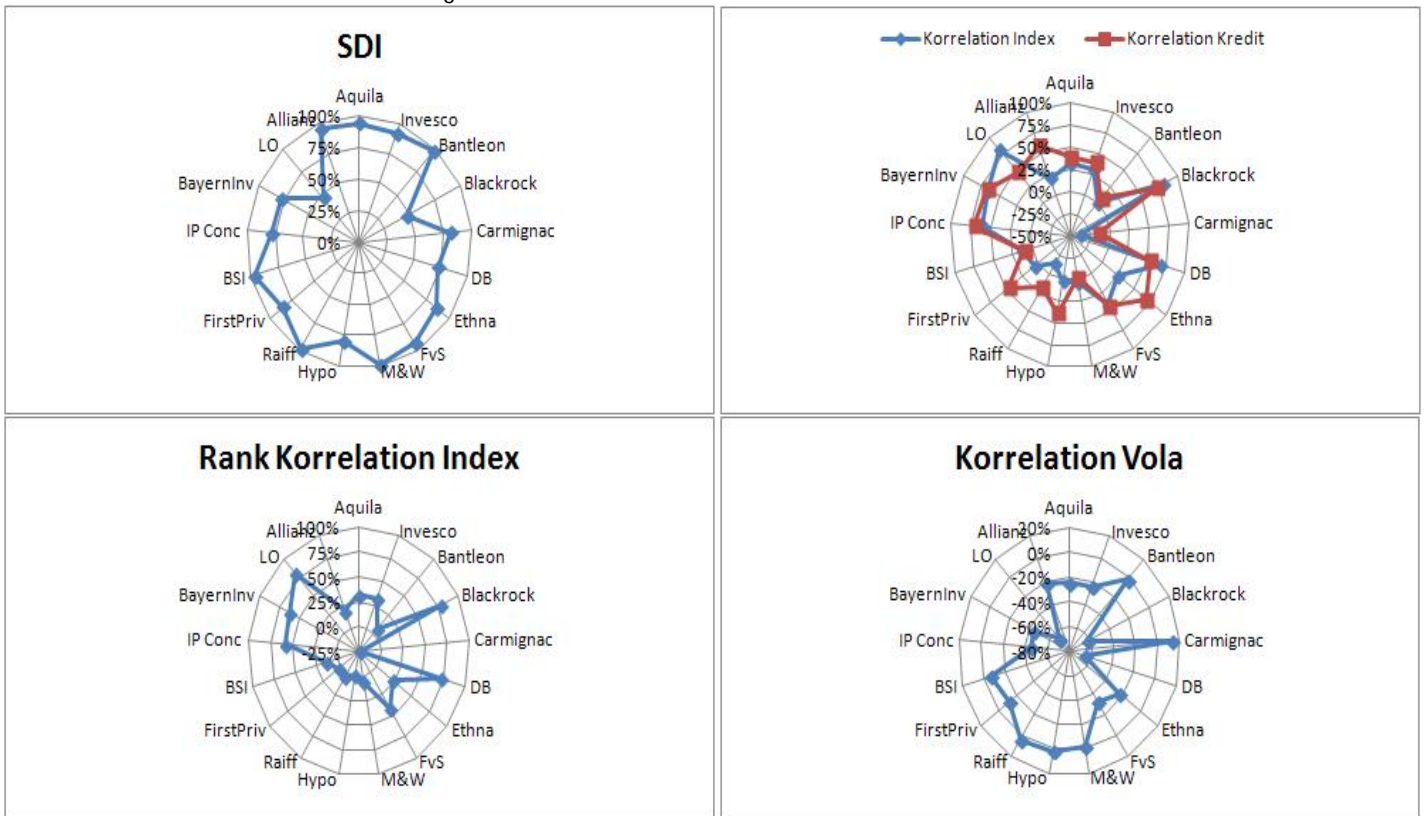 SDI
Aquila
Invesco
Bantleon
Blackrock
Carmignac
DB
Ethna
FvS
M&W
Hypo
Raiff
FirstPriv
BSI
IP Conc
BayernInv
LO
Allianz
100%
75%
50%
25%
0%
Korrelation Index
Korrelation Kredit
Aquila
Invesco
Bantleon
Blackrock
Carmignac
DB
Ethna
FvS
M&W
Hypo
Raiff
FirstPriv
BSI
IP Conc
BayernInv
LO
Allianz
100%
75%
50%
25%
0%
-25%
-50%
Rank Korrelation Index
Aquila
Invesco
Bantleon
Blackrock
Carmignac
DB
Ethna
FvS
M&W
Hypo
Raiff
FirstPriv
BSI
IP Conc
BayernInv
LO
Allianz
100%
75%
50%
25%
0%
-25%
Korrelation Vola
Aquila
Invesco
Bantleon
Blackrock
Carmignac
DB
Ethna
FvS
M&W
Hypo
Raiff
FirstPriv
BSI
IP Conc
BayernInv
LO
Allianz
20%
0%
-20%
-40%
-60%
-80%